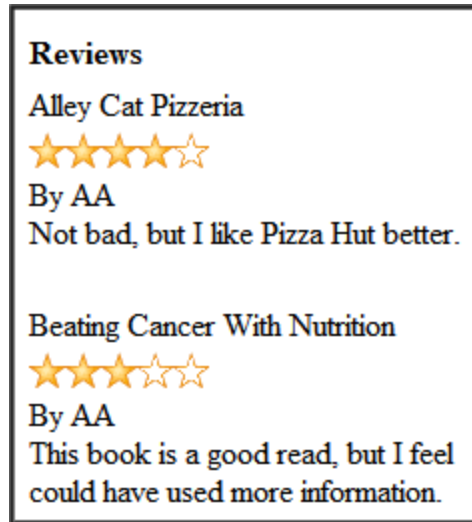 Reviews
Alley Cat Pizzeria
By AA
Not bad, but I like Pizza Hut better.
Beating Cancer With Nutrition
By AA
This book is a good read, but I feel
could have used more information.